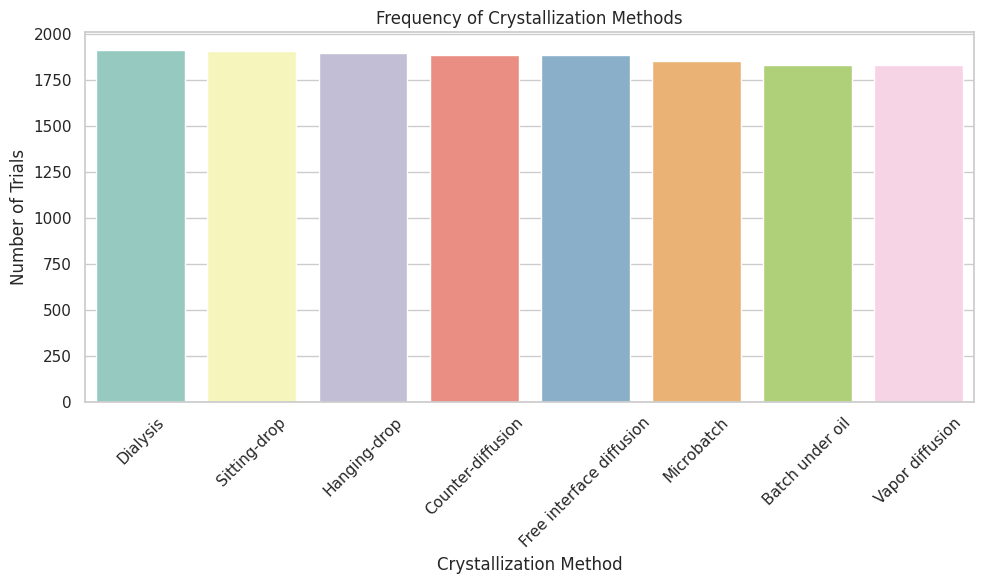 Frequency of Crystallization Methods
Number of Trials
2000
1750
1500
1250
1000
750
500
250
0
Dialysis
Sitting-drop
Hanging-drop
Counter-diffusion
Free interface diffusion
Microbatch
Batch under oil
Vapor diffusion
Crystallization Method